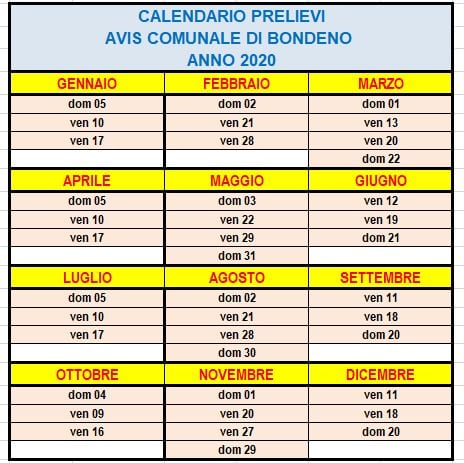 CALENDARIO PRELIEVI
AVIS COMUNALE DI BONDENO
ANNO 2020
GENNAIO FEBBRAIO MARZO
dom 05 dom 02 dom 01
ven 10 ven 21 ven 13
ven 17 ven 28 ven 20
dom 22
APRILE MAGGIO GIUGNO
dom 05 dom 03 ven 12
ven 10 ven 22 ven 19
ven 17 ven 29 dom 21
dom 31
LUGLIO AGOSTO SETTEMBRE
dom 05 dom 02 ven 11
ven 10 ven 21 ven 18
ven 17 ven 28 dom 20
dom 30
OTTOBRE NOVEMBRE DICEMBRE
dom 04 dom 01 ven 11
ven 09 ven 20 ven 18
ven 16 ven 27 dom 20
dom 29